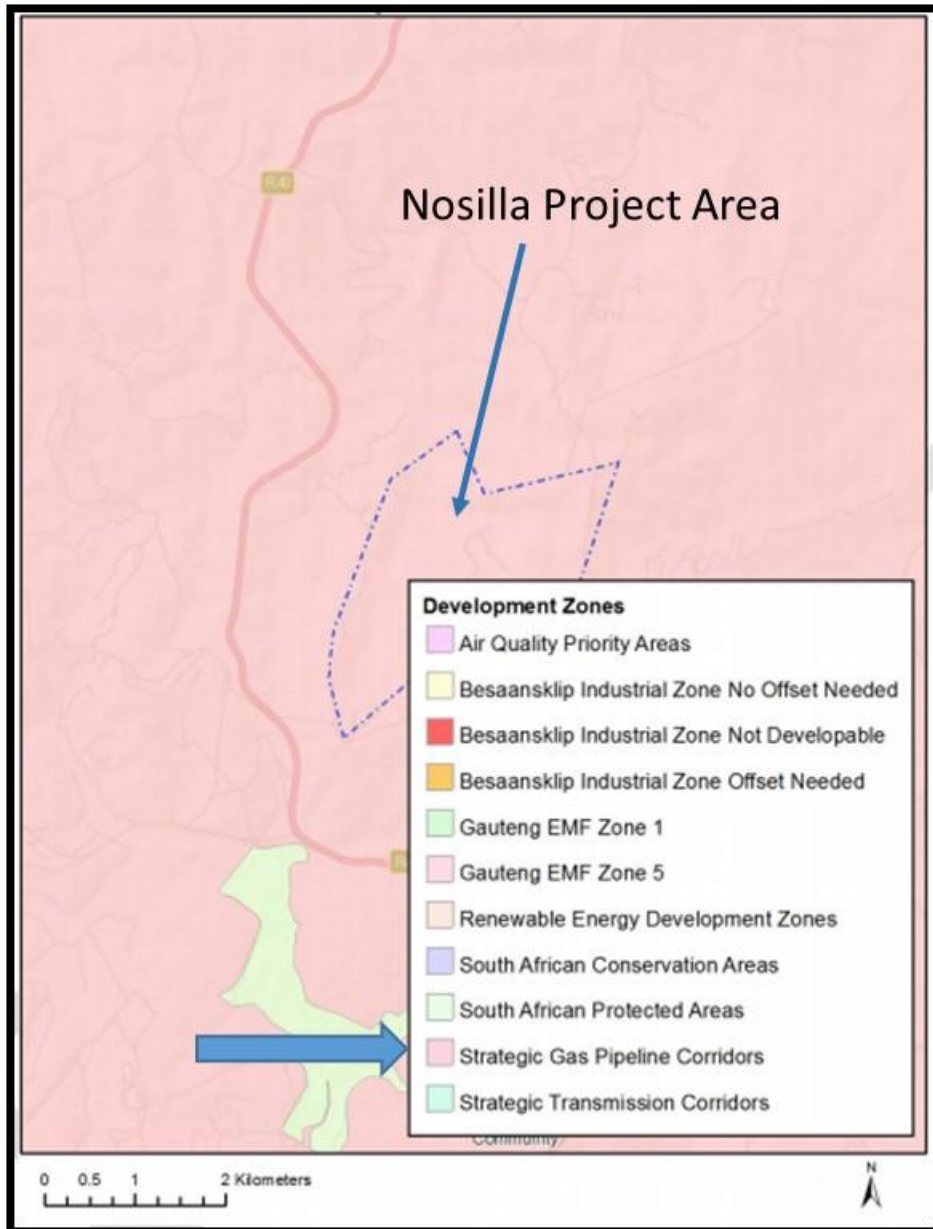 R40
Nosilla Project Area
Development Zones
Air Quality Priority Areas
Besaansklip Industrial Zone No Offset Needed
Besaansklip Industrial Zone Not Developable
Besaansklip Industrial Zone Offset Needed
Gauteng EMF Zone 1
Gauteng EMF Zone 5
Renewable Energy Development Zones
South African Conservation Areas
South African Protected Areas
Strategic Gas Pipeline Corridors
Strategic Transmission Corridors
Community
0 0.5 1 2 Kilometers
N